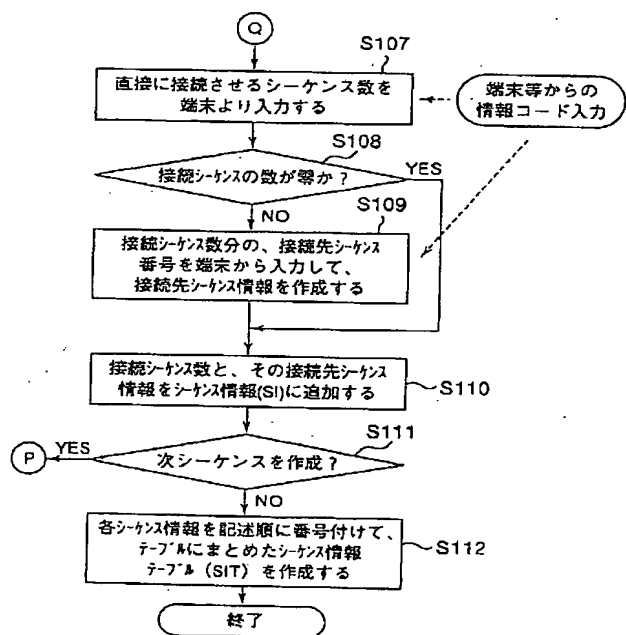 Q
S107
直接に接続させるシーケンス数を
端末より入力する
端末等からの
情報コード入力
S108
接続シーケンスの数が零か？
YES
NO
S109
接続シーケンス数分の、接続先シーケンス
番号を端末から入力して、
接続先シーケンス情報を作成する
接続シーケンス数と、その接続先シーケンス
情報をシーケンス情報(SI)に追加する
S110
S111
P
YES
次シーケンスを作成？
NO
各シーケンス情報を記述順に番号付けて、
テーブルにまとめたシーケンス情報
テーブル（SIT）を作成する
S112
終了